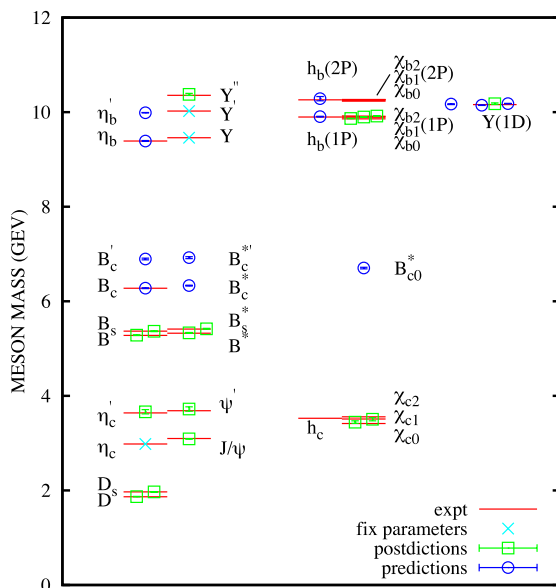 12
10
8
6
4
2
0
MESON MASS (GEV)
η_b'
η_b
Υ''
Υ'
Υ
h_b(2P)
h_b(1P)
χ_b2
χ_b1(2P)
χ_b0
χ_b2
χ_b1(1P)
χ_b0
Υ(1D)
B_c'
B_c
B_c*'
B_c*
B_c0*
B_s
B
B_s*
B*
η_c'
η_c
ψ'
J/ψ
h_c
χ_c2
χ_c1
χ_c0
D_s
D
expt
fix parameters
postdictions
predictions